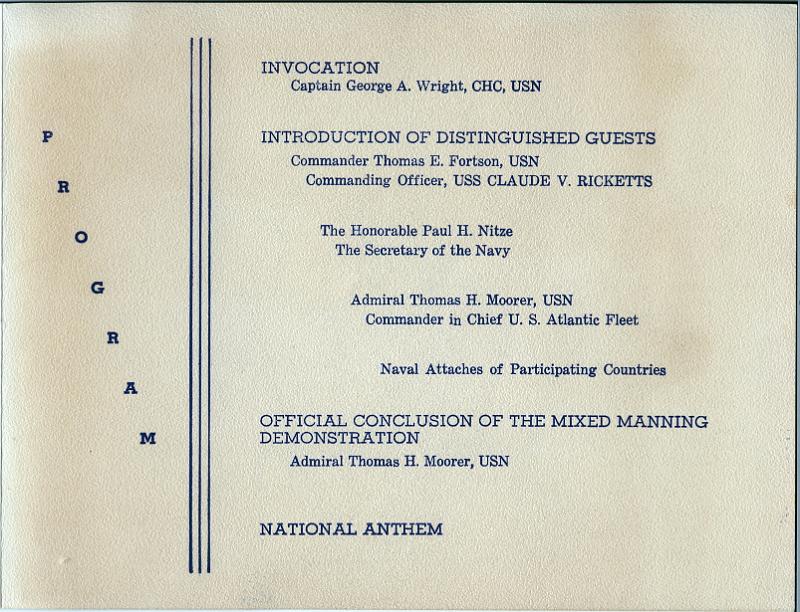 PROGRAM
INVOCATION
Captain George A. Wright, CHC, USN
INTRODUCTION OF DISTINGUISHED GUESTS
Commander Thomas E. Fortson, USN
Commanding Officer, USS CLAUDE V. RICKETTS
The Honorable Paul H. Nitze
The Secretary of the Navy
Admiral Thomas H. Moorer, USN
Commander in Chief U. S. Atlantic Fleet
Naval Attaches of Participating Countries
OFFICIAL CONCLUSION OF THE MIXED MANNING
DEMONSTRATION
Admiral Thomas H. Moorer, USN
NATIONAL ANTHEM